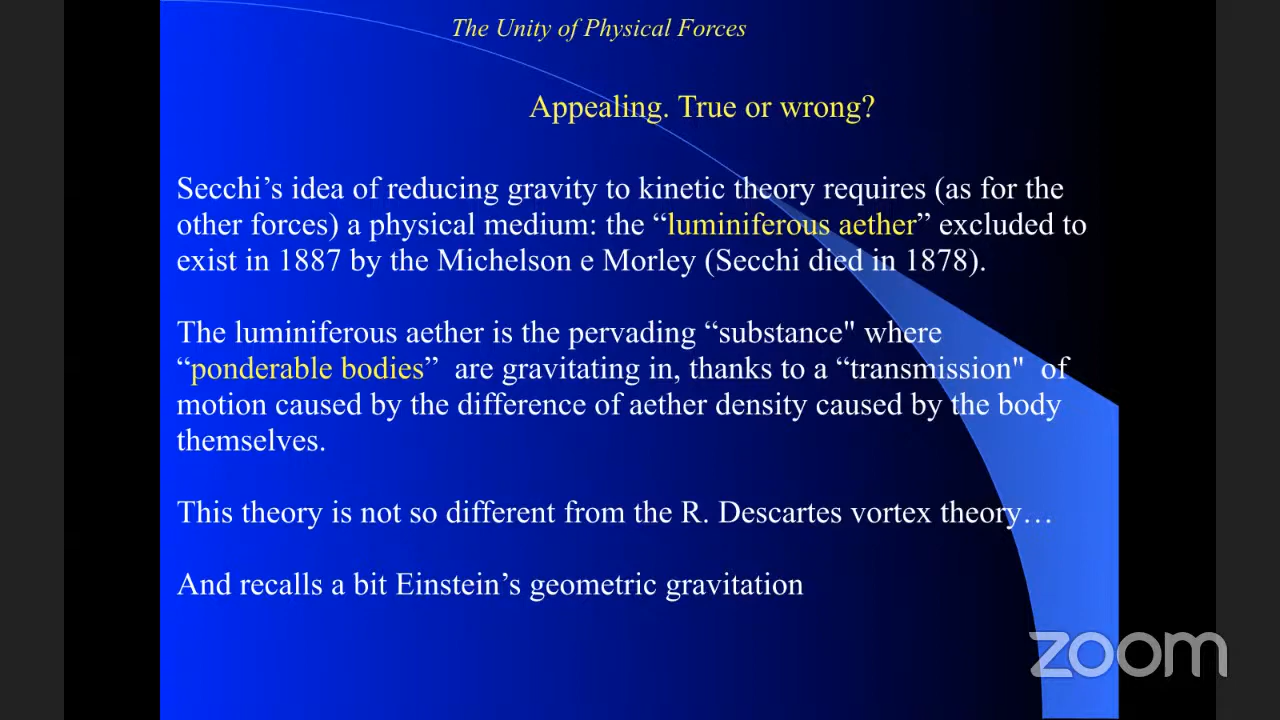 The Unity of Physical Forces
Appealing. True or wrong?
Secchi’s idea of reducing gravity to kinetic theory requires (as for the
other forces) a physical medium: the “luminiferous aether” excluded to
exist in 1887 by the Michelson e Morley (Secchi died in 1878).
The luminiferous aether is the pervading “substance" where
“ponderable bodies”  are gravitating in, thanks to a “transmission"  of
motion caused by the difference of aether density caused by the body
themselves.
This theory is not so different from the R. Descartes vortex theory…
And recalls a bit Einstein’s geometric gravitation
zoom